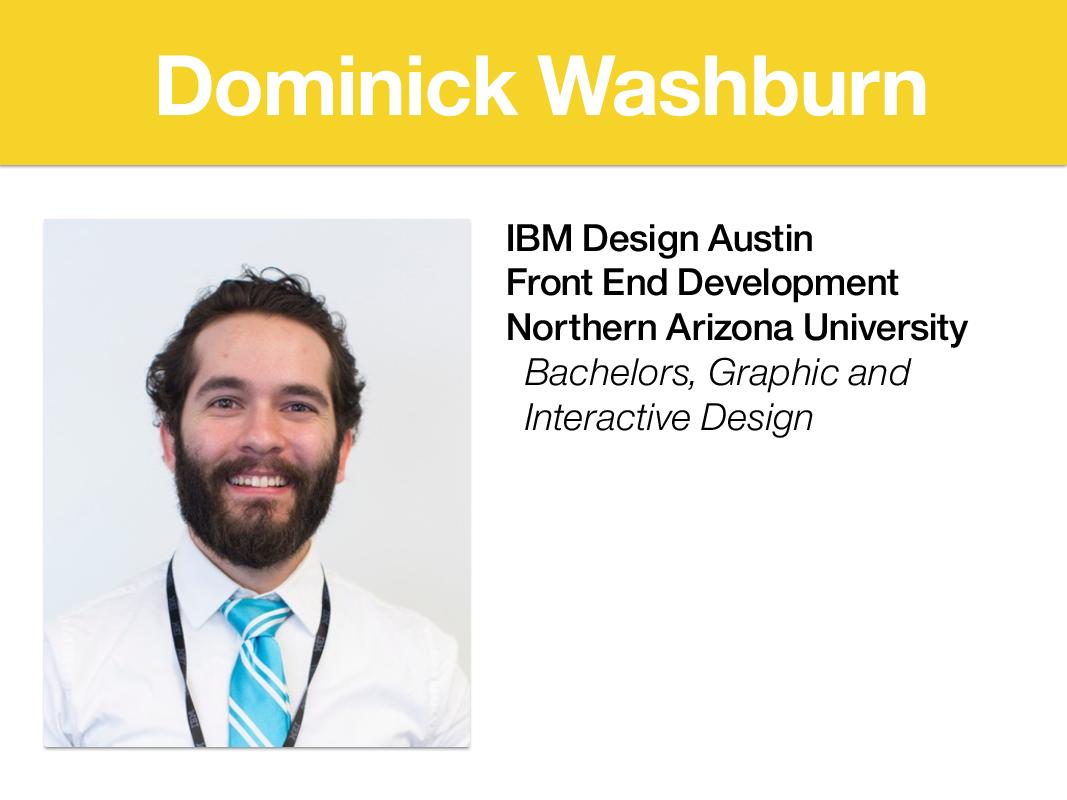 Dominick Washburn
IBM Design Austin
Front End Development
Northern Arizona University
Bachelors, Graphic and
Interactive Design